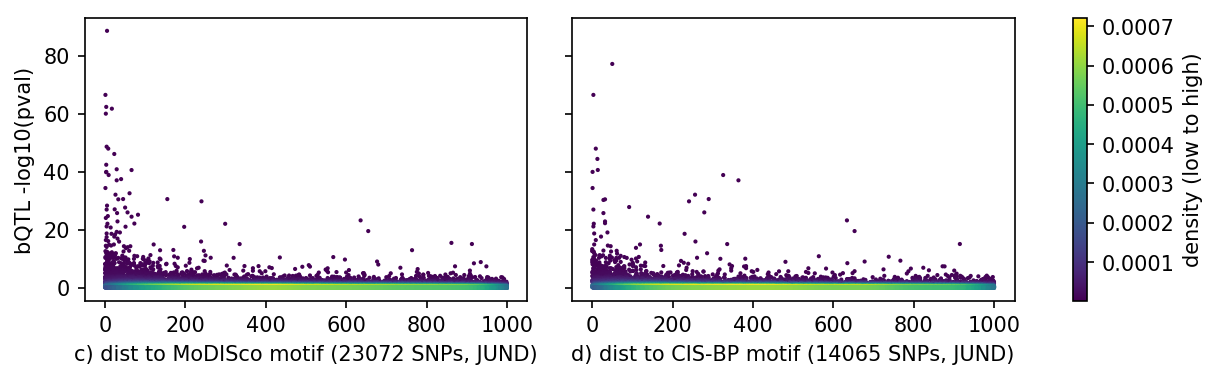 bQTL -log10(pval)
80
60
40
20
0
0 200 400 600 800 1000
c) dist to MoDISco motif (23072 SNPs, JUND)
0 200 400 600 800 1000
d) dist to CIS-BP motif (14065 SNPs, JUND)
0.0007
0.0006
0.0005
0.0004
0.0003
0.0002
0.0001
density (low to high)